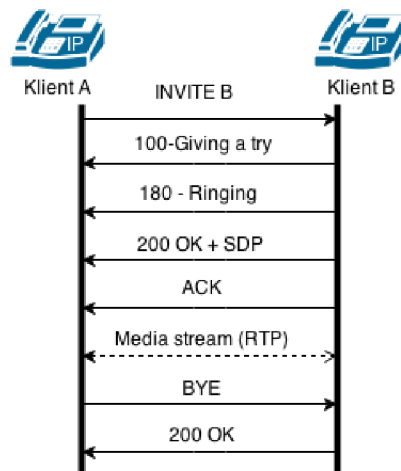 IP
IP
Klient A
Klient B
INVITE B
100-Giving a try
180 - Ringing
200 OK + SDP
ACK
Media stream (RTP)
BYE
200 OK